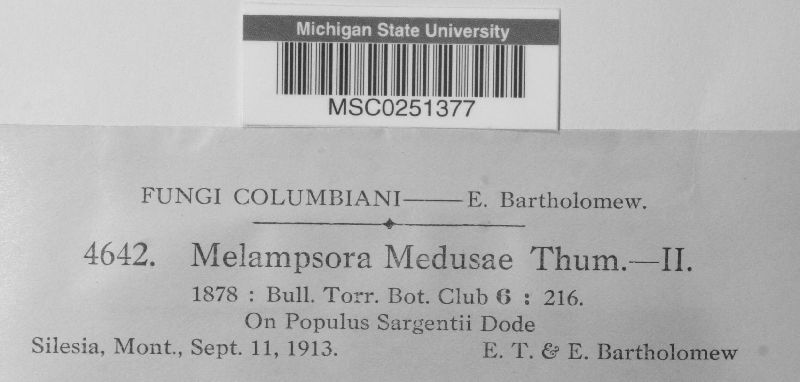 Michigan State University
MSC0251377
FUNGI COLUMBIANI——E. Bartholomew.
4642. Melampsora Medusae Thum.—II.
1878 : Bull. Torr. Bot. Club 6 : 216.
On Populus Sargentii Dode
Silesia, Mont., Sept. 11, 1913. E. T. & E. Bartholomew